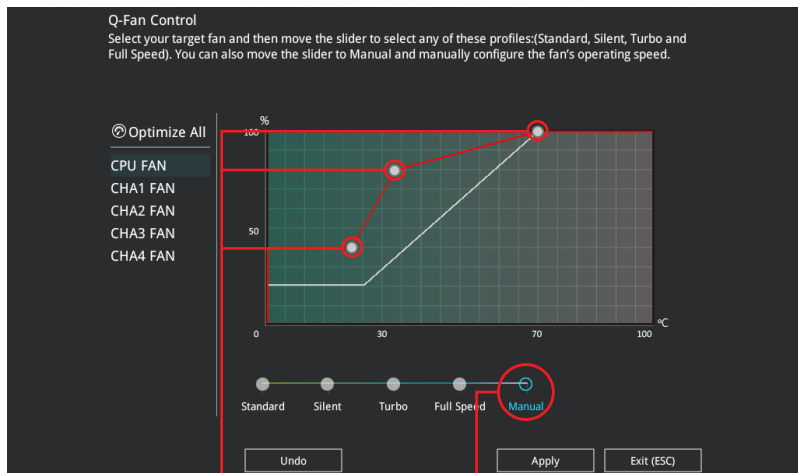 Q-Fan Control
Select your target fan and then move the slider to select any of these profiles:(Standard, Silent, Turbo and
Full Speed). You can also move the slider to Manual and manually configure the fan's operating speed.
%
Optimize All
100
CPU FAN
CHA1 FAN
CHA2 FAN
50
CHA3 FAN
CHA4 FAN
°C
0 30 70 100
Standard Silent Turbo Full Speed Manual
Undo Apply Exit (ESC)